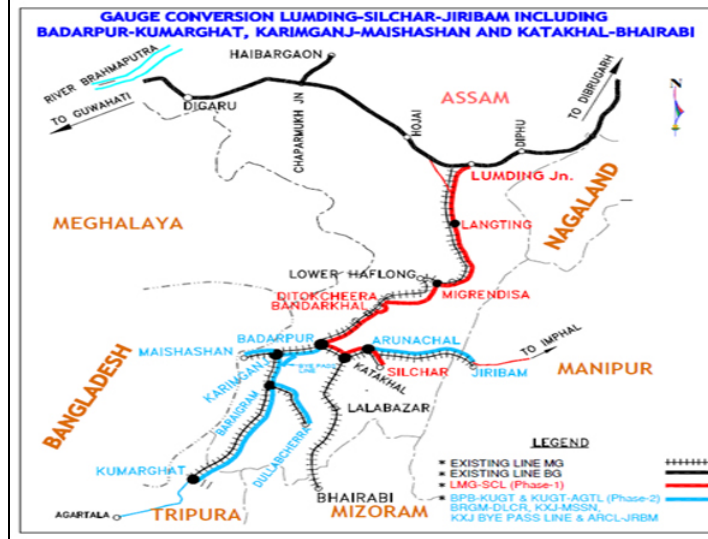 GAUGE CONVERSION LUMDING-SILCHAR-JIRIBAM INCLUDING
BADARPUR-KUMARGHAT, KARIMGANJ-MAISHASHAN AND KATAKHAL-BHAIRABI
RIVER BRAHMAPUTRA
HAIBARGAON
TO GUWAHATI
DIGARU
CHAPARMUKH JN
ASSAM
HOJAI
DIPHU
TO DIBRUGARH
N
LUMDING Jn.
MEGHALAYA
LANGTING
NAGALAND
LOWER HAFLONG
DITOKCHEERA
MIGRENDISA
BANDARKHAL
BADARPUR
ARUNACHAL
MAISHASHAN
TO IMPHAL
BANGLADESH
KARIMGANJ
BYE PASS
LINE
KATAKHAL
SILCHAR
JIRIBAM
MANIPUR
BARAIGRAM
LALABAZAR
DULLABCHERRA
KUMARGHAT
BHAIRABI
AGARTALA
TRIPURA
MIZORAM
LEGEND
* EXISTING LINE MG
* EXISTING LINE BG
* LMG-SCL (Phase-1)
* BPB-KUGT & KUGT-AGTL (Phase-2)
BRGM-DLCR, KXJ-MSSN,
KXJ BYE PASS LINE & ARCL-JRBM